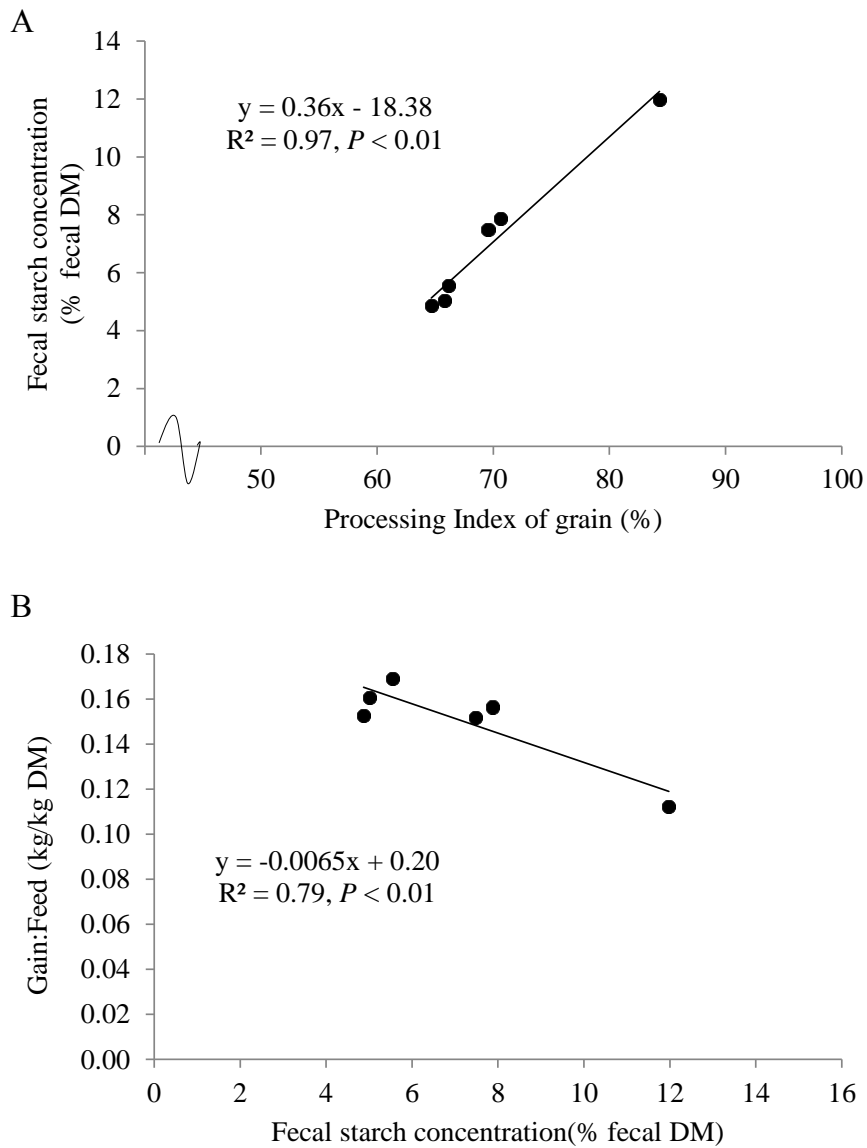 A
14
12
10
8
6
4
2
0
y = 0.36x - 18.38
R² = 0.97, P < 0.01
Fecal starch concentration
(% fecal DM)
50 60 70 80 90 100
Processing Index of grain (%)
B
0.18
0.16
0.14
0.12
0.10
0.08
0.06
0.04
0.02
0.00
y = -0.0065x + 0.20
R² = 0.79, P < 0.01
Gain:Feed (kg/kg DM)
0 2 4 6 8 10 12 14 16
Fecal starch concentration(% fecal DM)